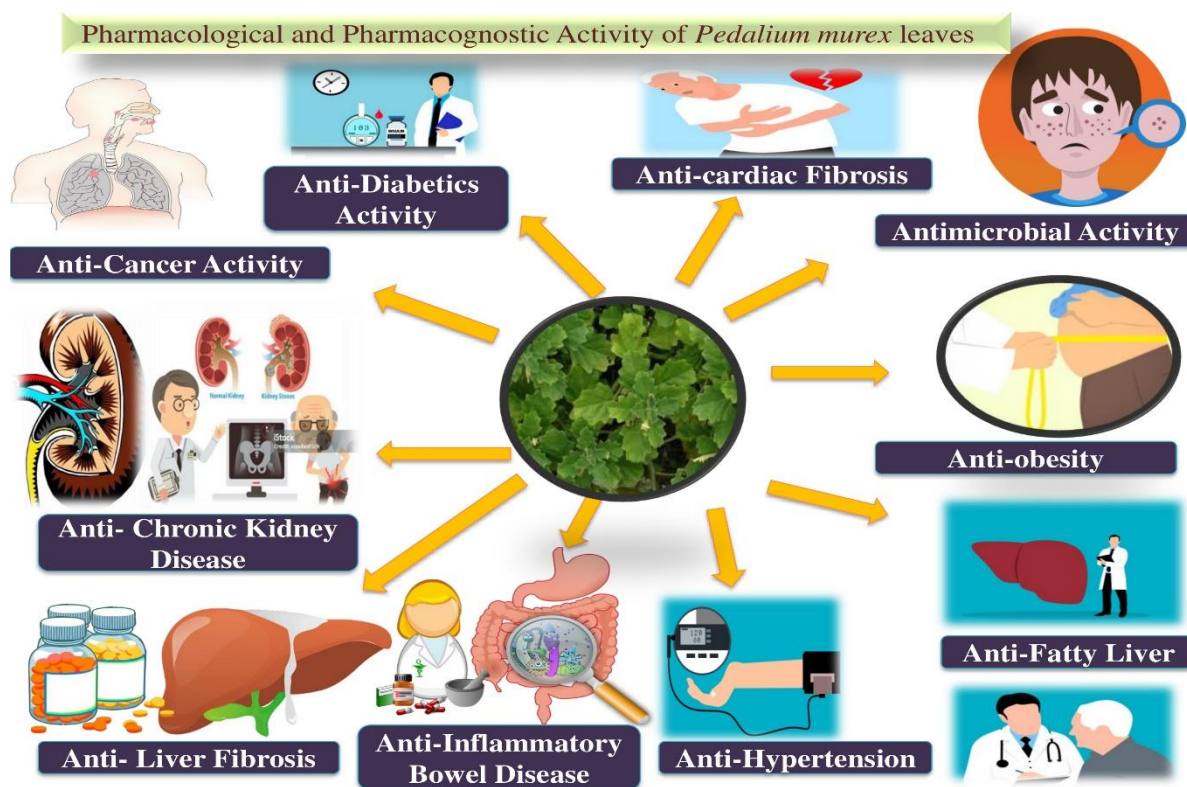 Pharmacological and Pharmacognostic Activity of Pedalium murex leaves
Anti-Diabetics
Activity
Anti-cardiac Fibrosis
Antimicrobial Activity
Anti-Cancer Activity
Normal Kidney
Kidney Stones
iStock
Anti-obesity
Anti- Chronic Kidney
Disease
Anti-Fatty Liver
Anti- Liver Fibrosis
Anti-Inflammatory
Bowel Disease
120
80
Anti-Hypertension